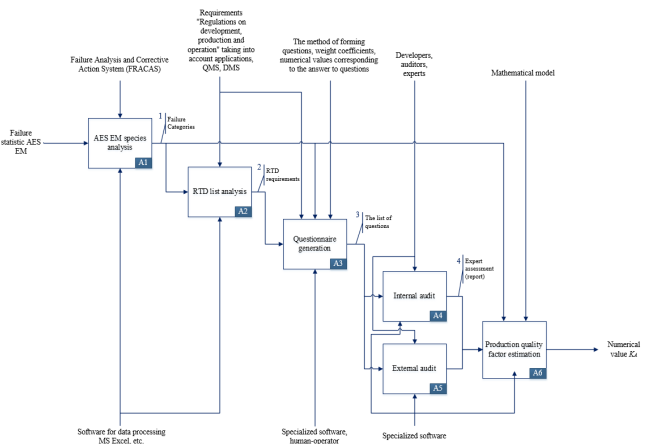 Requirements
"Regulations on
development,
production and
operation" taking into
account applications,
QMS, DMS
Failure Analysis and Corrective
Action System (FRACAS)
The method of forming
questions, weight coefficients,
numerical values corresponding
to the answer to questions
Developers,
auditors,
experts
Mathematical model
Failure
statistic AES
EM
AES EM species
analysis
A1
1
Failure
Categories
RTD list analysis
A2
2
RTD
requirements
Questionnaire
generation
A3
3
The list of
questions
Internal audit
A4
4
Expert
assessment
(report)
External audit
A5
Production quality
factor estimation
A6
Numerical
value Kₐ
Software for data processing
MS Excel, etc.
Specialized software,
human-operator
Specialized software